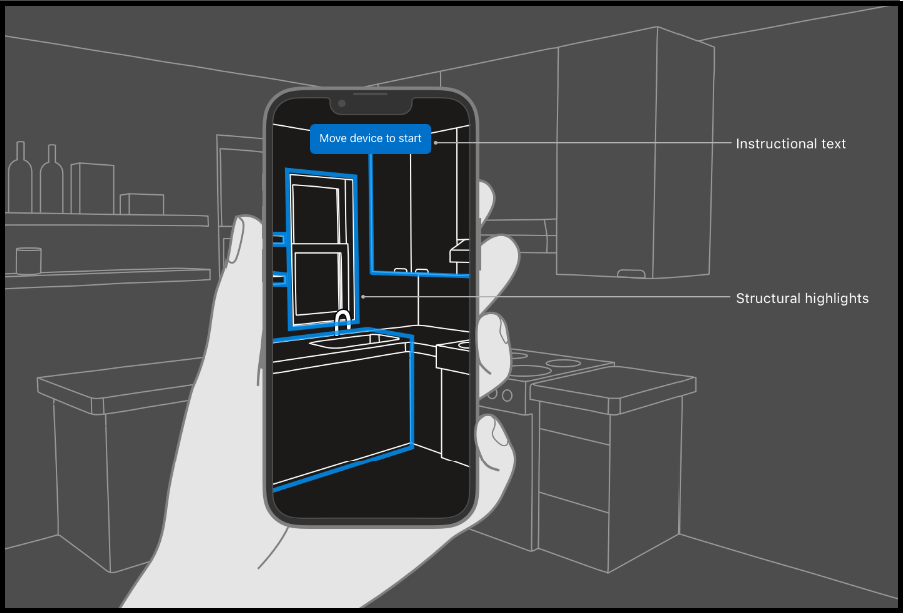 Move device to start
Instructional text
Structural highlights